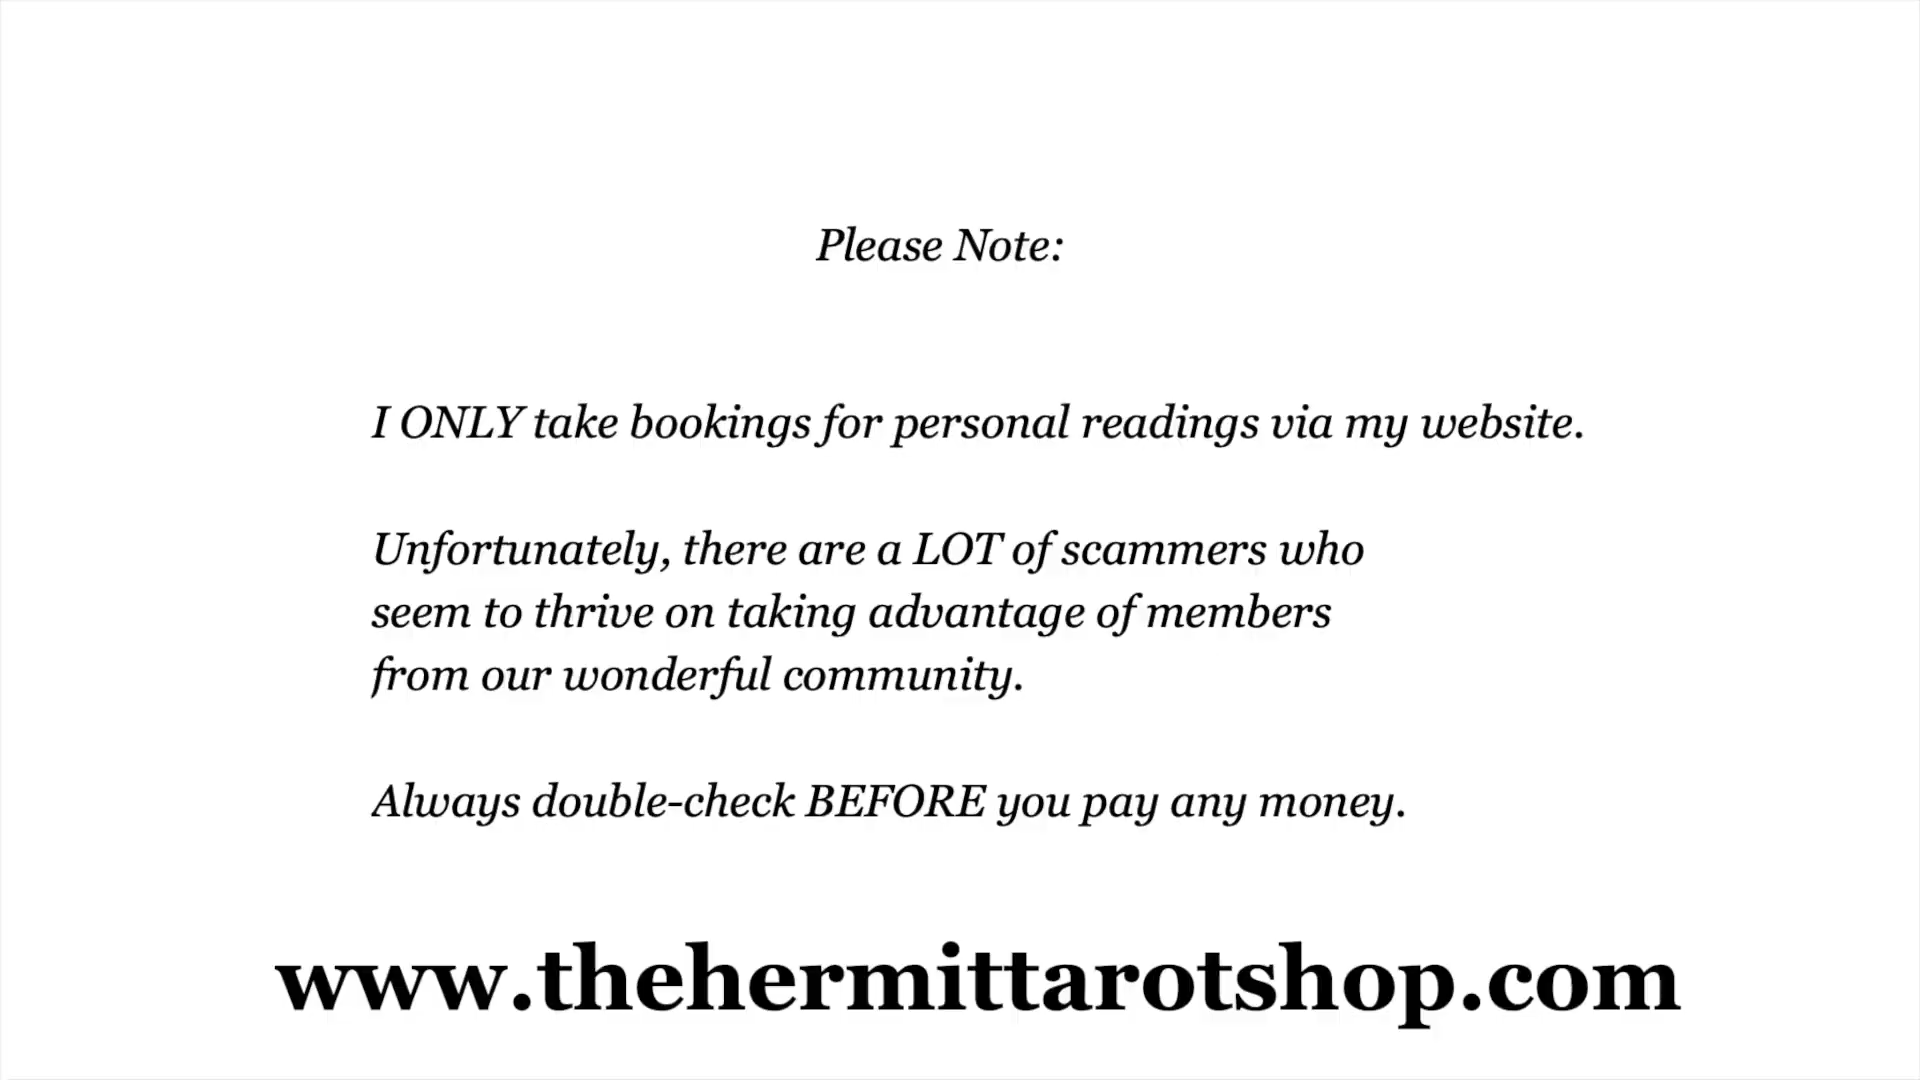 Please Note:
I ONLY take bookings for personal readings via my website.
Unfortunately, there are a LOT of scammers who
seem to thrive on taking advantage of members
from our wonderful community.
Always double-check BEFORE you pay any money.
www.thehermittarotshop.com